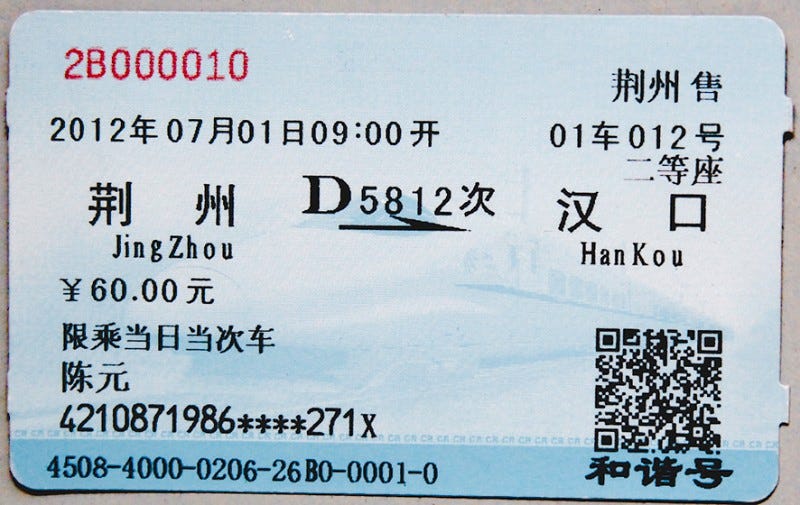 2B000010
荆州 售
2012年07月01日09:00开
01车012号
二等座
荆 州
D5812次
汉 口
JingZhou
HanKou
￥60.00元
限乘当日当次车
陈元
4210871986****271X
4508-4000-0206-26B0-0001-0
和谐号